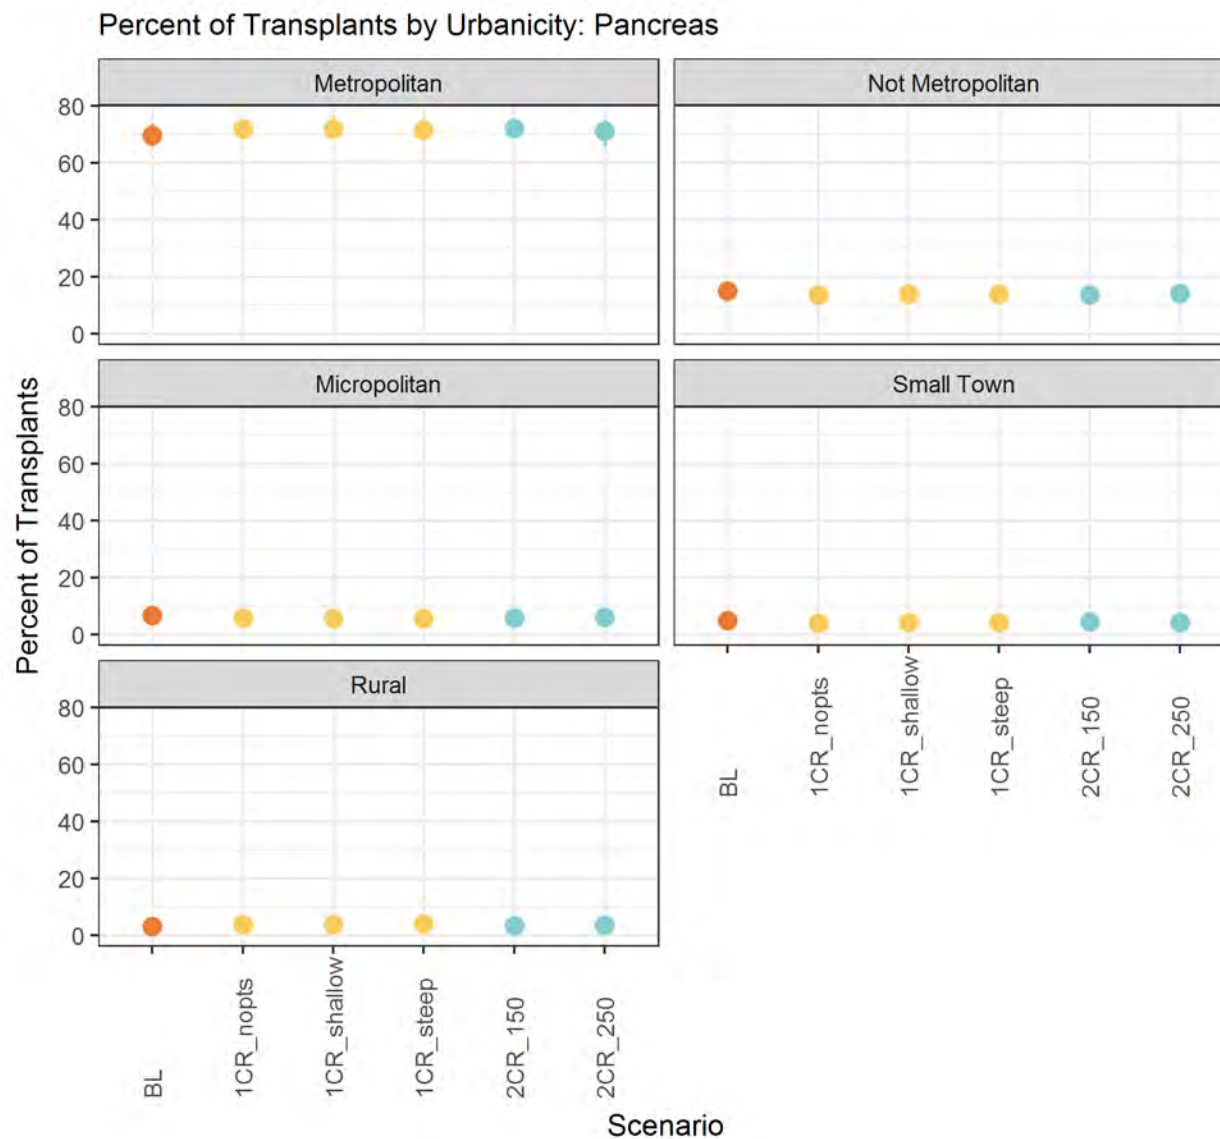 Percent of Transplants by Urbanicity: Pancreas
Metropolitan
Not Metropolitan
80
60
40
20
0
Micropolitan
Small Town
80
60
40
20
0
Rural
80
60
40
20
0
BL
1CR_nopts
1CR_shallow
1CR_steep
2CR_150
2CR_250
BL
1CR_nopts
1CR_shallow
1CR_steep
2CR_150
2CR_250
Percent of Transplants
Scenario